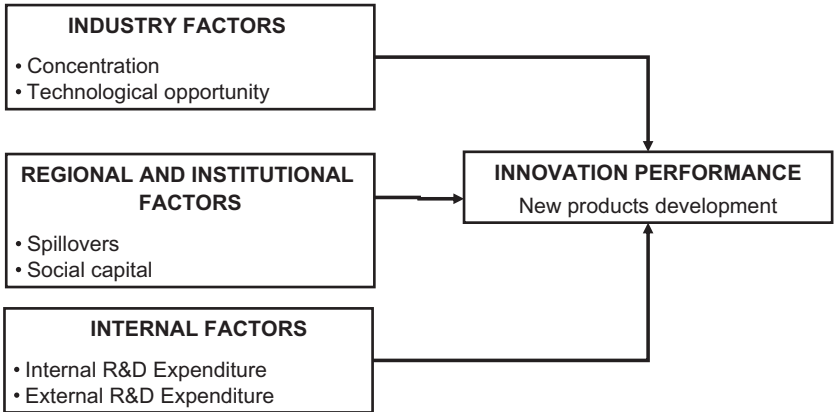 INDUSTRY FACTORS
• Concentration
• Technological opportunity
REGIONAL AND INSTITUTIONAL
FACTORS
• Spillovers
• Social capital
INNOVATION PERFORMANCE
New products development
INTERNAL FACTORS
• Internal R&D Expenditure
• External R&D Expenditure